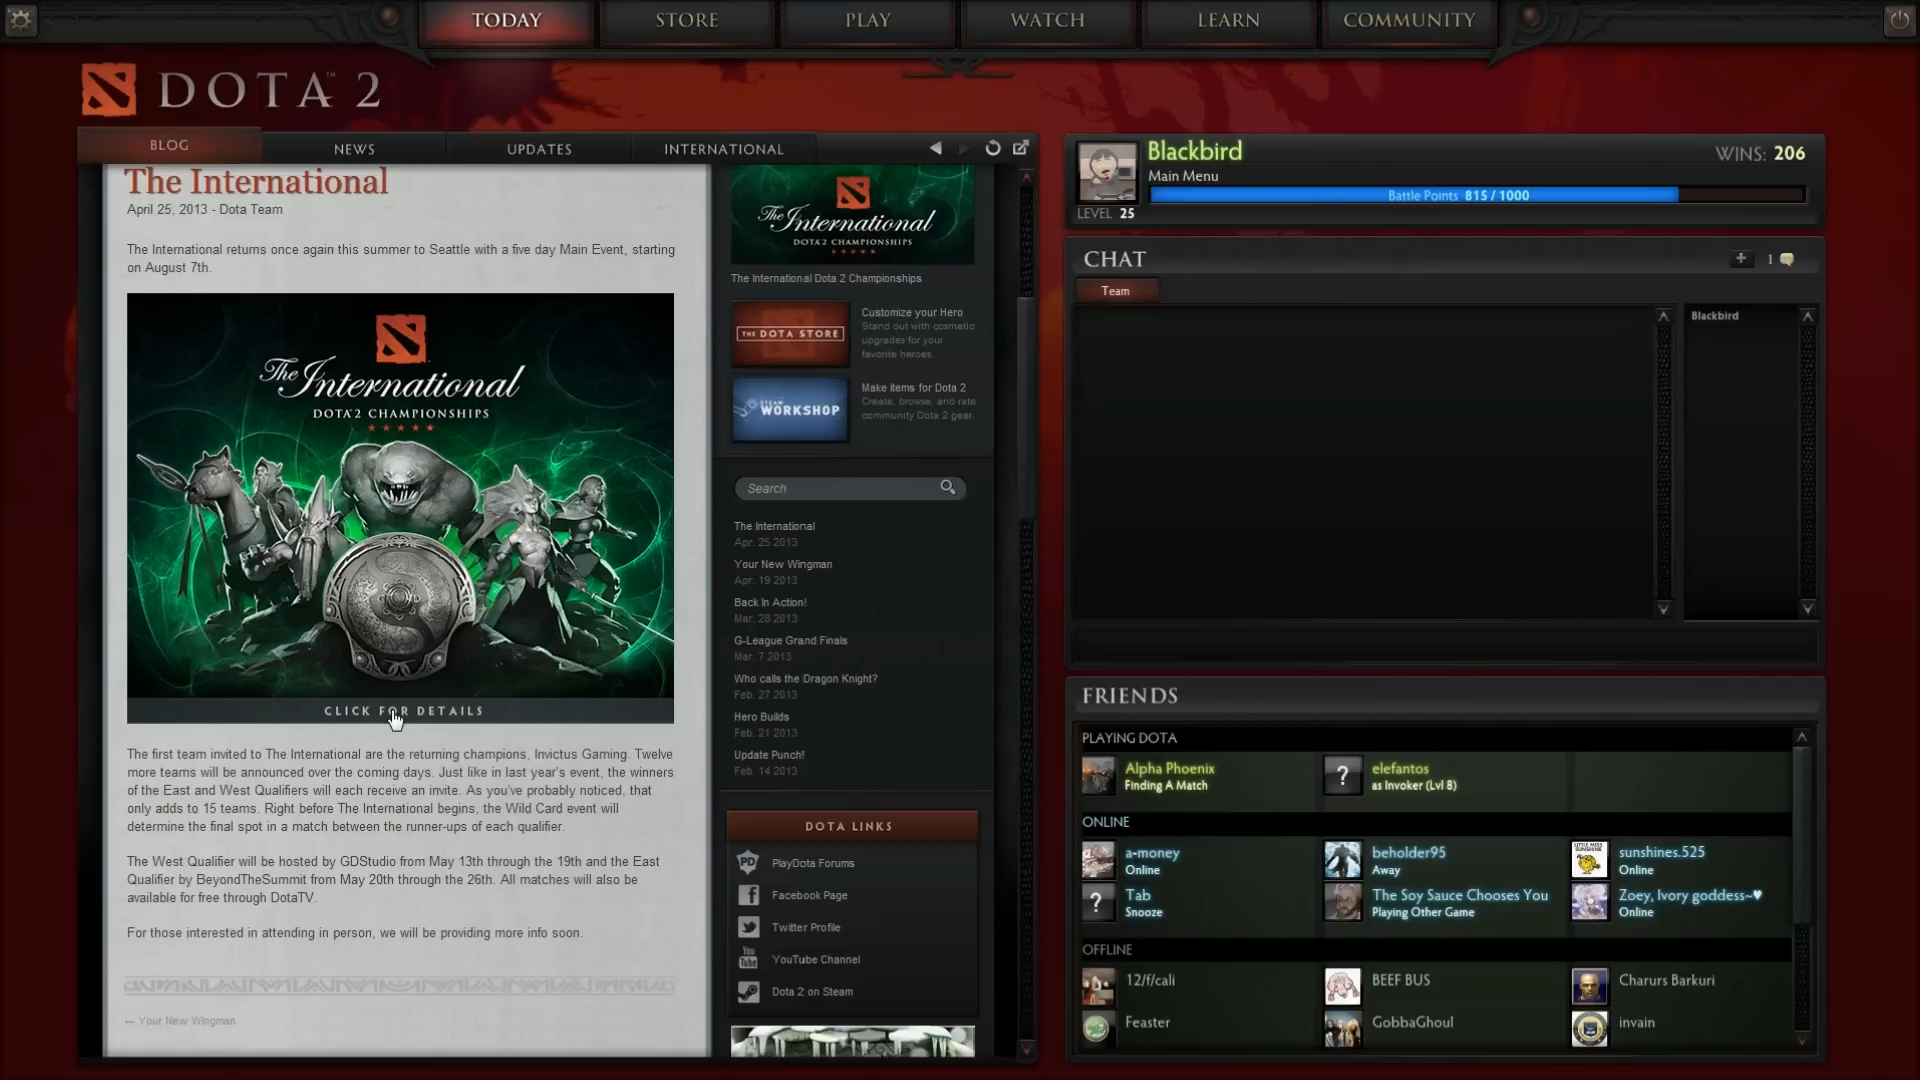 TODAY
STORE
PLAY
WATCH
LEARN
COMMUNITY
DOTA™ 2
BLOG
NEWS
UPDATES
INTERNATIONAL
The International
April 25, 2013 - Dota Team
The International returns once again this summer to Seattle with a five day Main Event, starting
on August 7th.
The International
DOTA 2 CHAMPIONSHIPS
CLICK FOR DETAILS
The first team invited to The International are the returning champions, Invictus Gaming. Twelve
more teams will be announced over the coming days. Just like in last year's event, the winners
of the East and West Qualifiers will each receive an invite. As you've probably noticed, that
only adds to 15 teams. Right before The International begins, the Wild Card event will
determine the final spot in a match between the runner-ups of each qualifier.
The West Qualifier will be hosted by GDStudio from May 13th through the 19th and the East
Qualifier by BeyondTheSummit from May 20th through the 26th. All matches will also be
available for free through DotaTV.
For those interested in attending in person, we will be providing more info soon.
← Your New Wingman
The International
DOTA 2 CHAMPIONSHIPS
The International Dota 2 Championships
THE DOTA STORE
Customize your Hero
Stand out with cosmetic
upgrades for your
favorite heroes.
STEAM
WORKSHOP
Make items for Dota 2
Create, browse, and rate
community Dota 2 gear.
Search
The International
Apr. 25 2013
Your New Wingman
Apr. 19 2013
Back In Action!
Mar. 28 2013
G-League Grand Finals
Mar. 7 2013
Who calls the Dragon Knight?
Feb. 27 2013
Hero Builds
Feb. 21 2013
Update Punch!
Feb. 14 2013
DOTA LINKS
PD PlayDota Forums
Facebook Page
Twitter Profile
You Tube YouTube Channel
Dota 2 on Steam
Blackbird
WINS: 206
Main Menu
Battle Points 815 / 1000
LEVEL 25
CHAT
+ 1
Team
Blackbird
FRIENDS
PLAYING DOTA
Alpha Phoenix
Finding A Match
? elefantos
as Invoker (Lvl 8)
ONLINE
a-money
Online
beholder95
Away
LITTLE MISS SUNSHINE
sunshines.525
Online
? Tab
Snooze
The Soy Sauce Chooses You
Playing Other Game
Zoey, Ivory goddess~♥
Online
OFFLINE
12/f/cali
BEEF BUS
Charurs Barkuri
Feaster
GobbaGhoul
invain